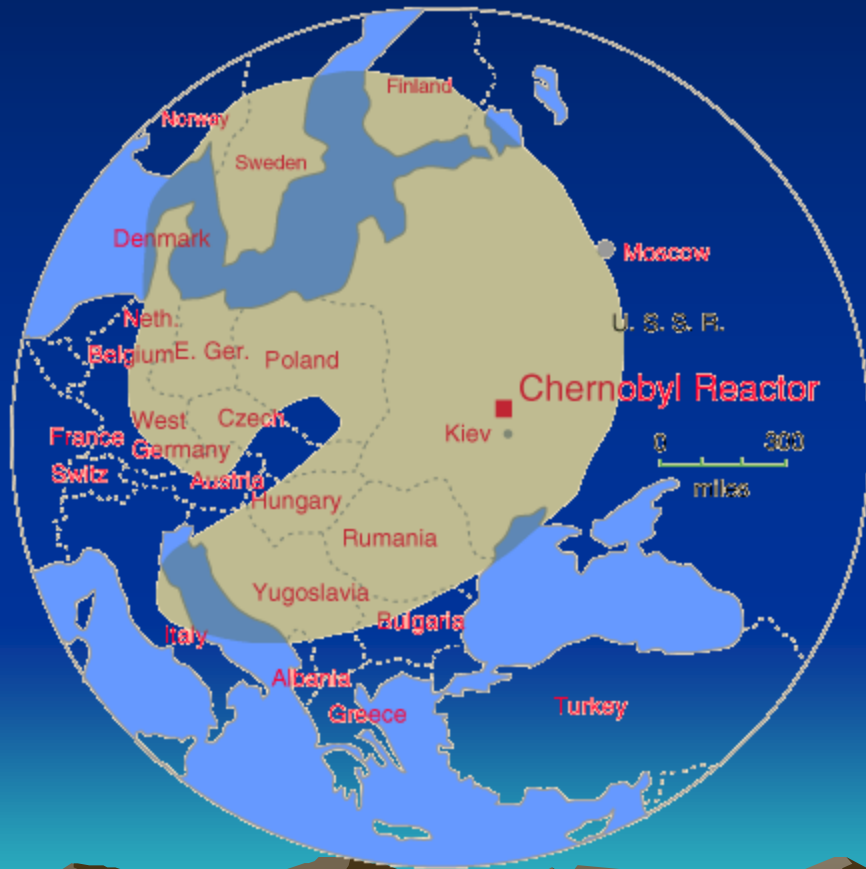 Finland
Norway
Sweden
Denmark
Moscow
Neth.
U. S. S. R.
Belgium
E. Ger.
Poland
Chernobyl Reactor
West
Germany
Czech
Kiev
France
0
300
miles
Switz
Austria
Hungary
Rumania
Yugoslavia
Bulgaria
Italy
Albania
Greece
Turkey